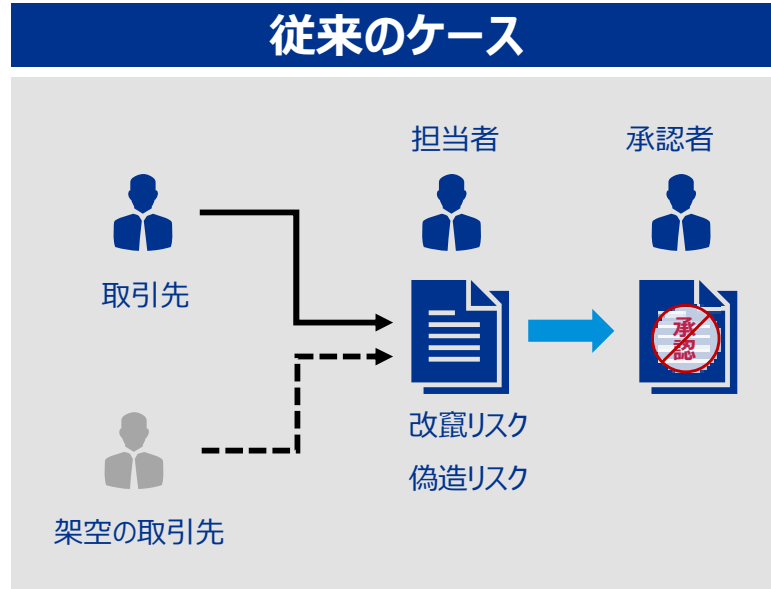 従来のケース
担当者
承認者
取引先
承
認
改竄リスク
偽造リスク
架空の取引先